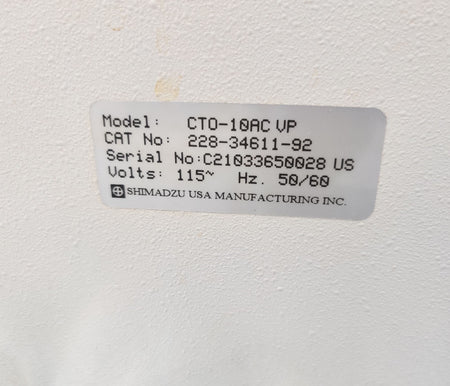 Model: CTO-10AC VP
CAT No: 228-34611-92
Serial No:C21033650028 US
Volts: 115~ Hz. 50/60
SHIMADZU USA MANUFACTURING INC.